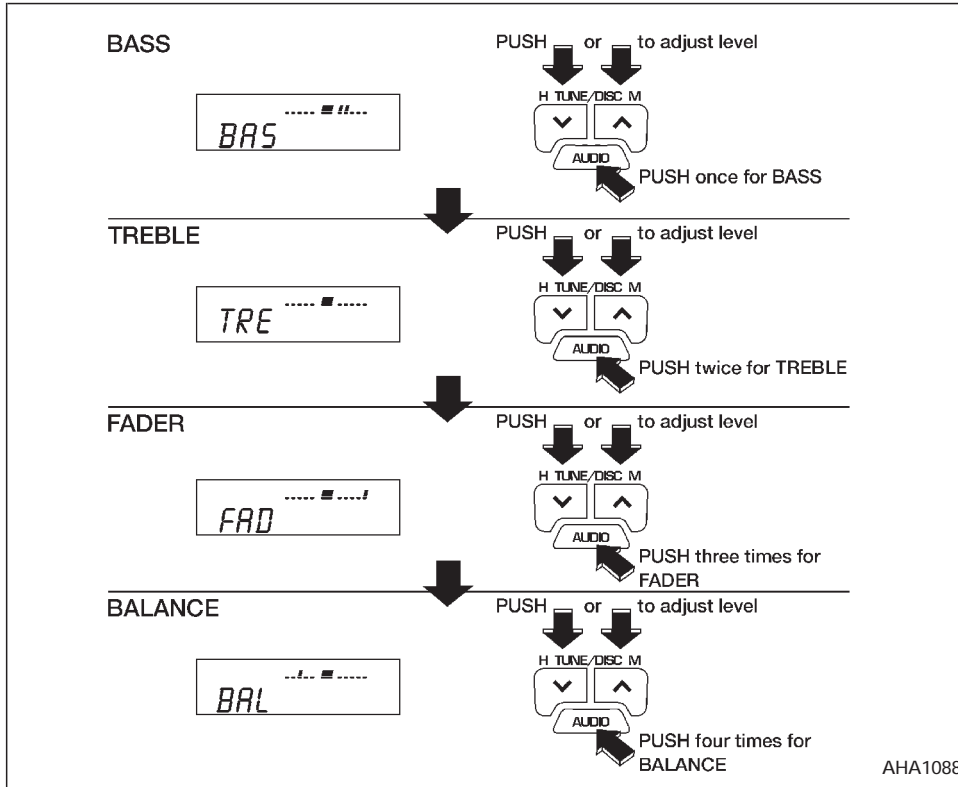 BASS
PUSH or to adjust level
H TUNE/DISC M
BAS
AUDIO
PUSH once for BASS
TREBLE
PUSH or to adjust level
H TUNE/DISC M
TRE
AUDIO
PUSH twice for TREBLE
FADER
PUSH or to adjust level
H TUNE/DISC M
FAD
AUDIO
PUSH three times for
FADER
BALANCE
PUSH or to adjust level
H TUNE/DISC M
BAL
AUDIO
PUSH four times for
BALANCE
AHA1088